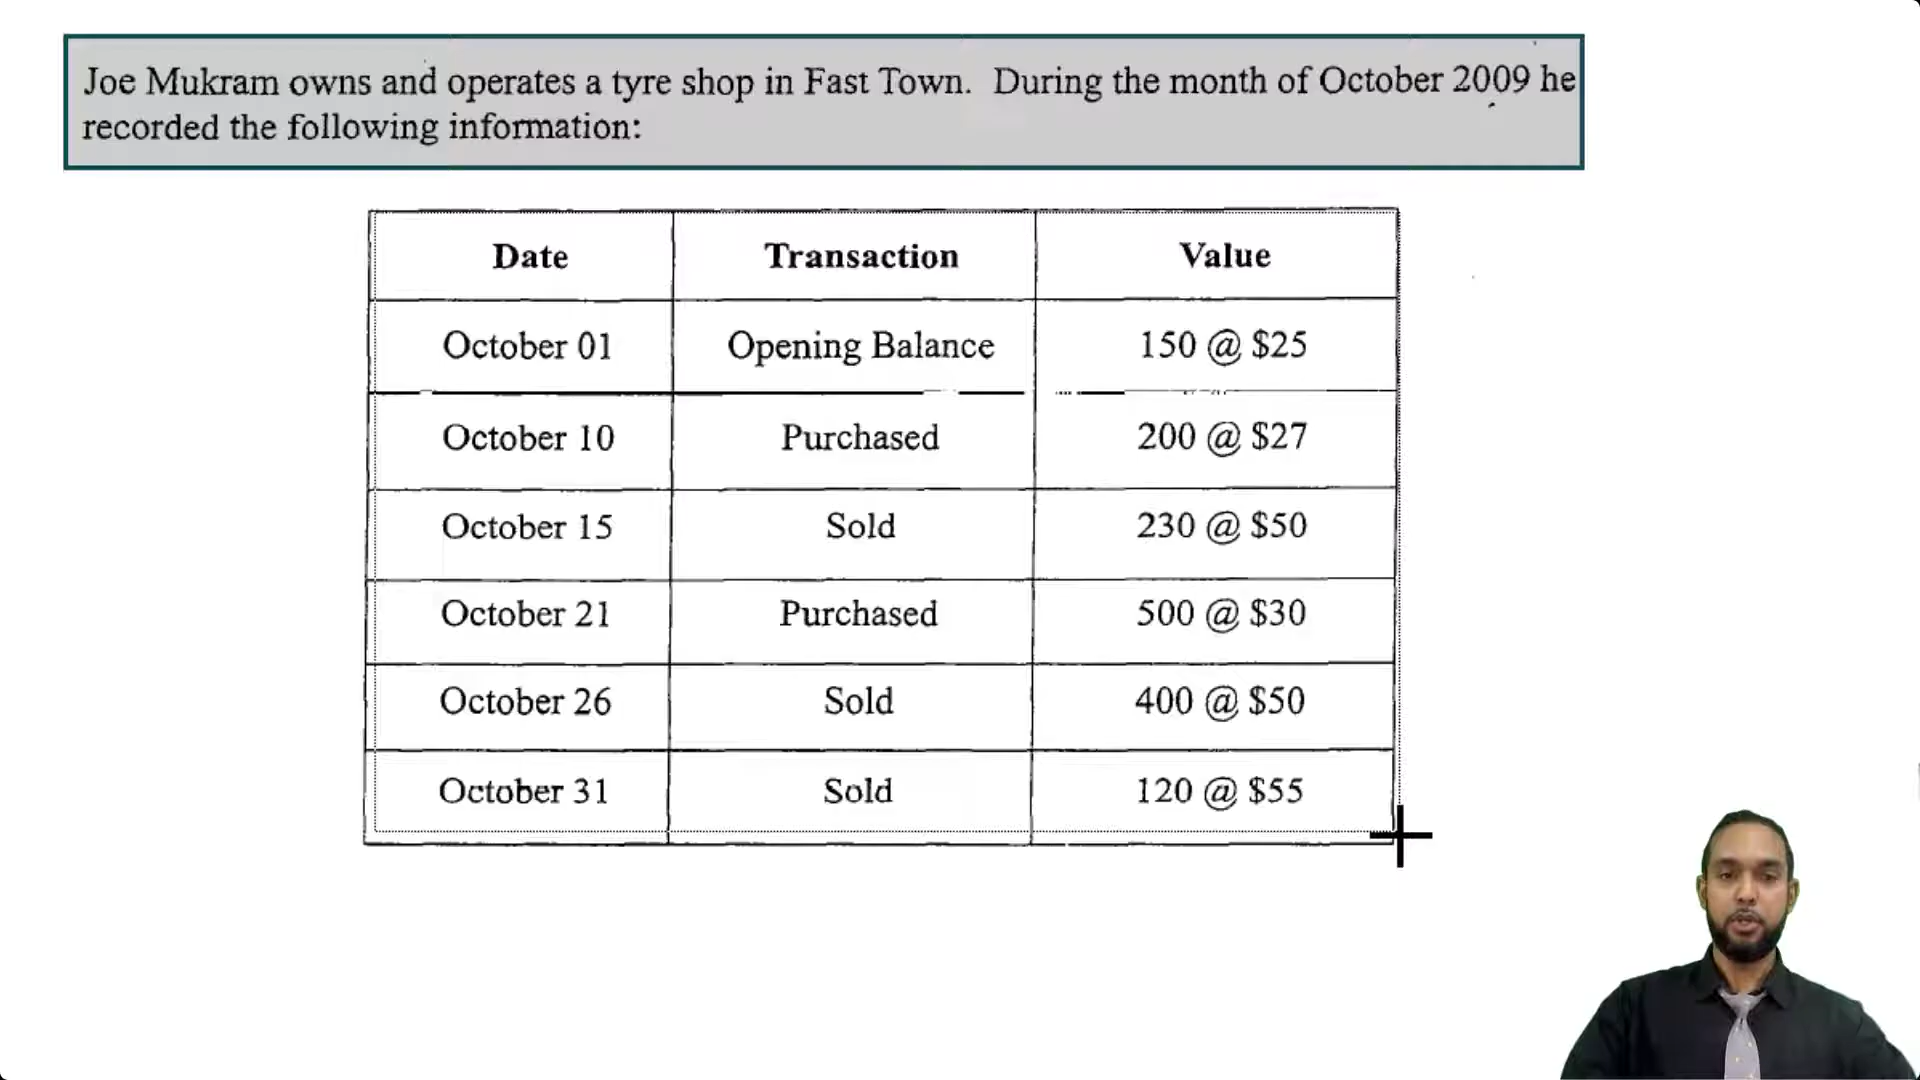 Joe Mukram owns and operates a tyre shop in Fast Town. During the month of October 2009 he
recorded the following information:
Date Transaction Value
October 01 Opening Balance 150 @ $25
October 10 Purchased 200 @ $27
October 15 Sold 230 @ $50
October 21 Purchased 500 @ $30
October 26 Sold 400 @ $50
October 31 Sold 120 @ $55